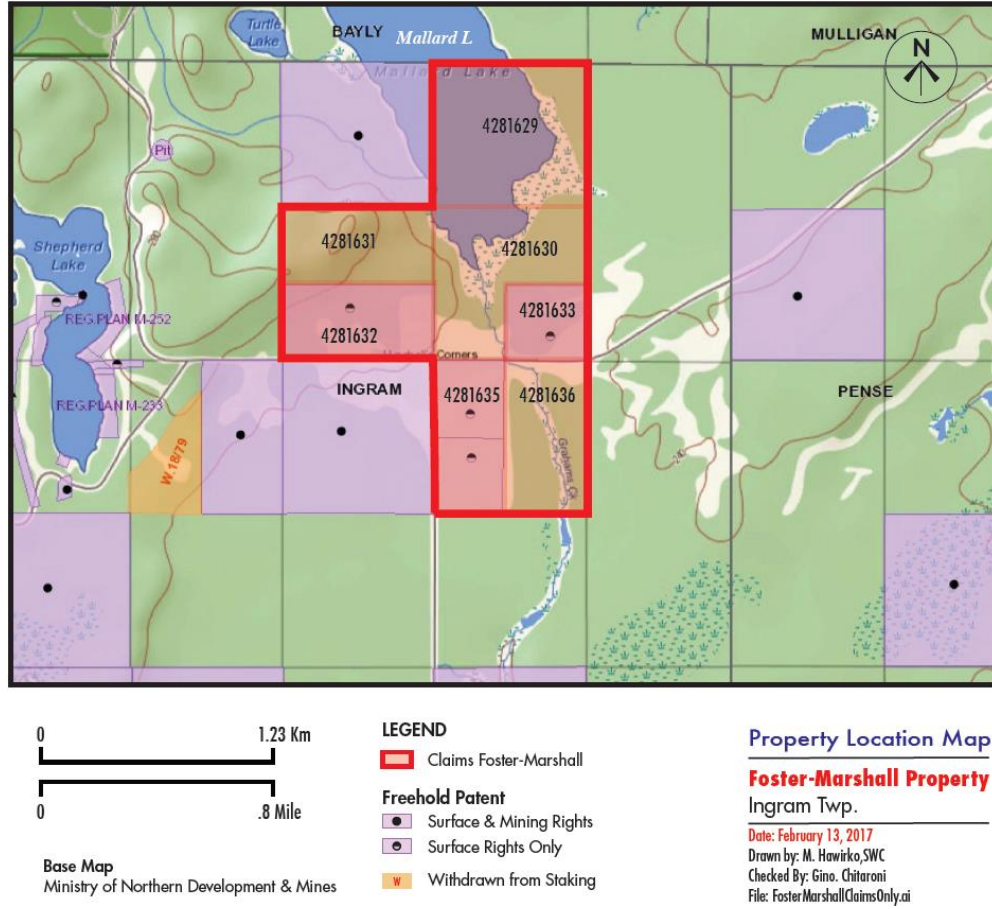 Turtle
Lake
BAYLY
Mallard L
MULLIGAN
N
Mallard Lake
4281629
Pit
280
4281631
4281630
Shepherd
Lake
REG.PLAN M-252
4281633
4281632
Corners
INGRAM
4281635
4281636
PENSE
REG.PLAN M-233
W.18/79
Grahams Ck
240
0
1.23 Km
0
.8 Mile
Base Map
Ministry of Northern Development & Mines
LEGEND
Claims Foster-Marshall
Freehold Patent
Surface & Mining Rights
Surface Rights Only
W
Withdrawn from Staking
Property Location Map
Foster-Marshall Property
Ingram Twp.
Date: February 13, 2017
Drawn by: M. Hawirko,SWC
Checked By: Gino. Chitaroni
File: FosterMarshallClaimsOnly.ai